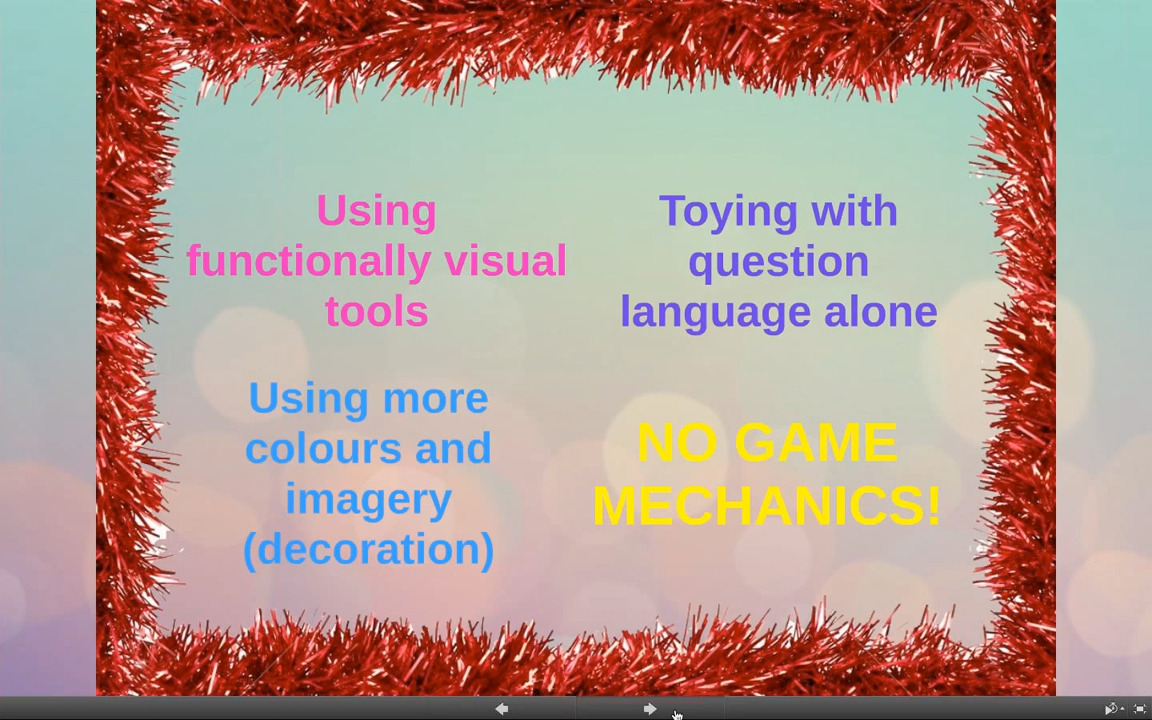 Using
functionally visual
tools
Toying with
question
language alone
Using more
colours and
imagery
(decoration)
NO GAME
MECHANICS!